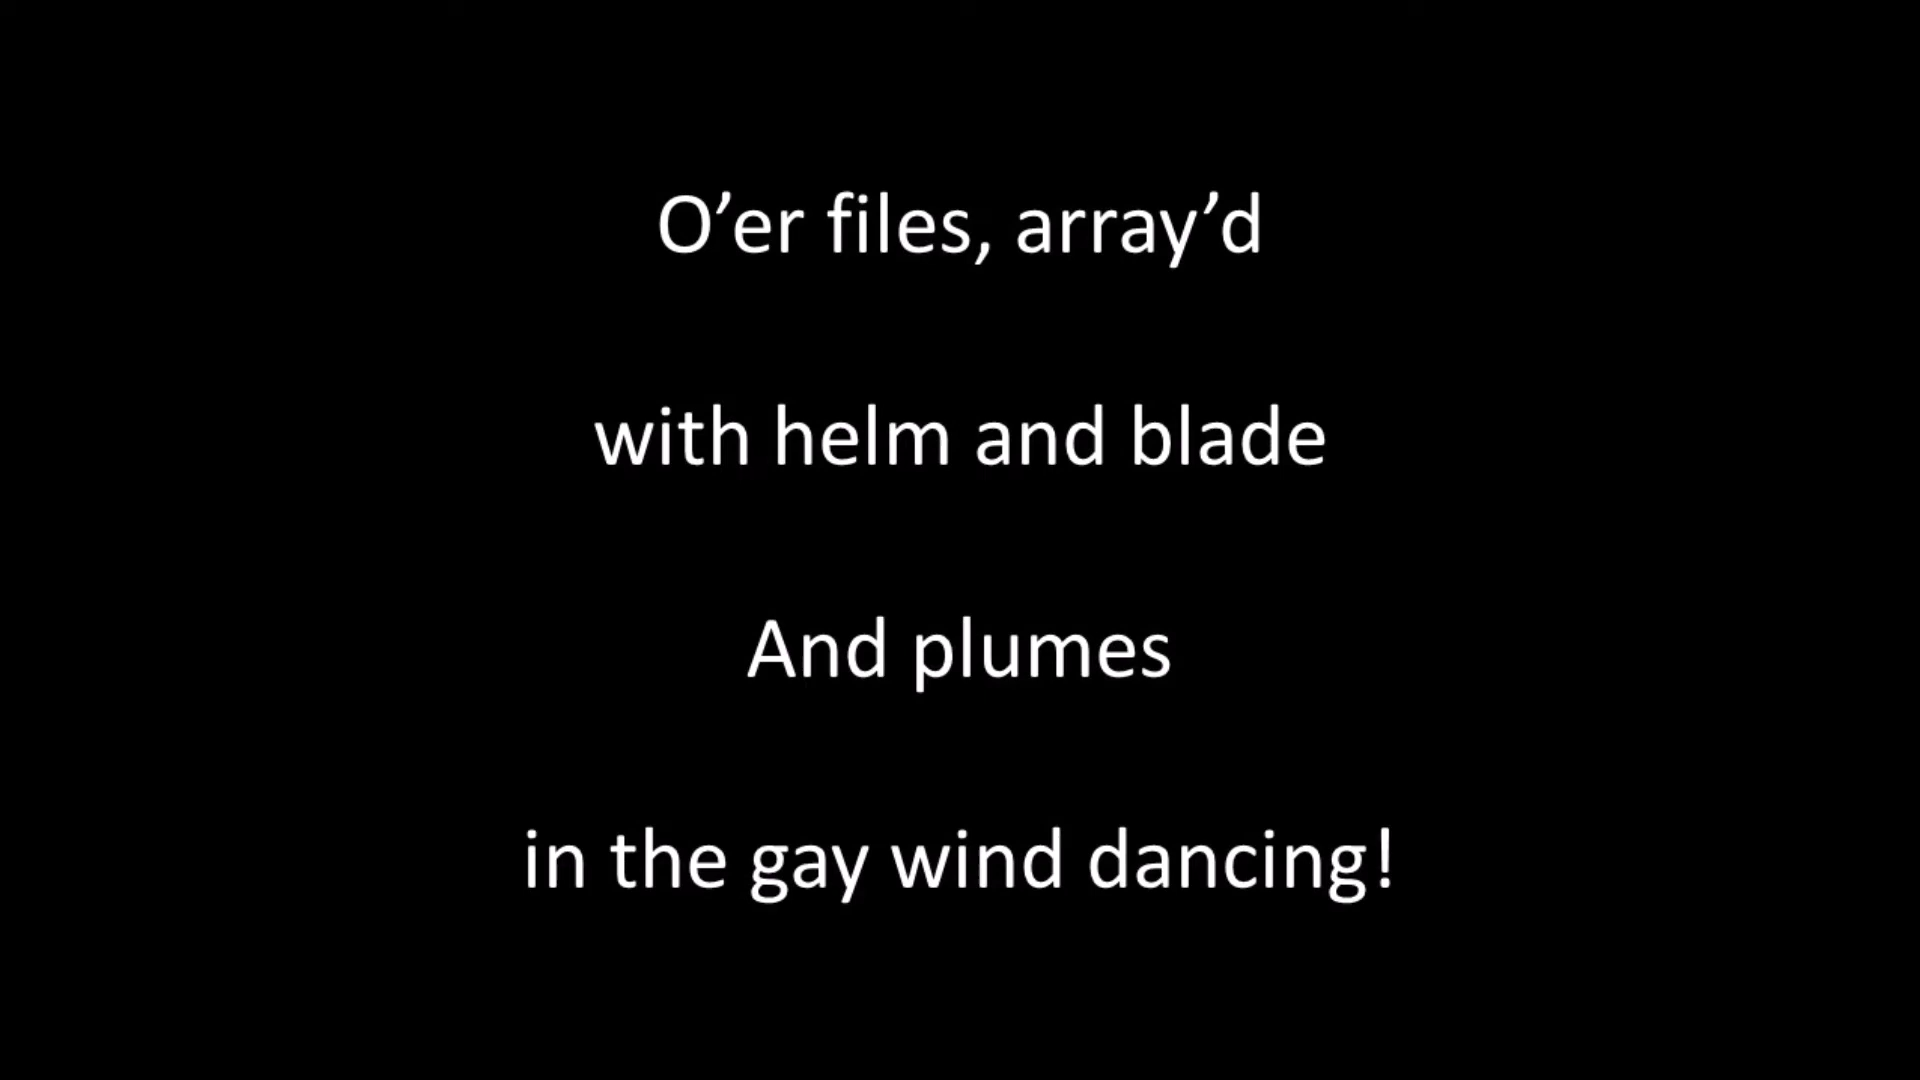 O’er files, array’d
with helm and blade
And plumes
in the gay wind dancing!